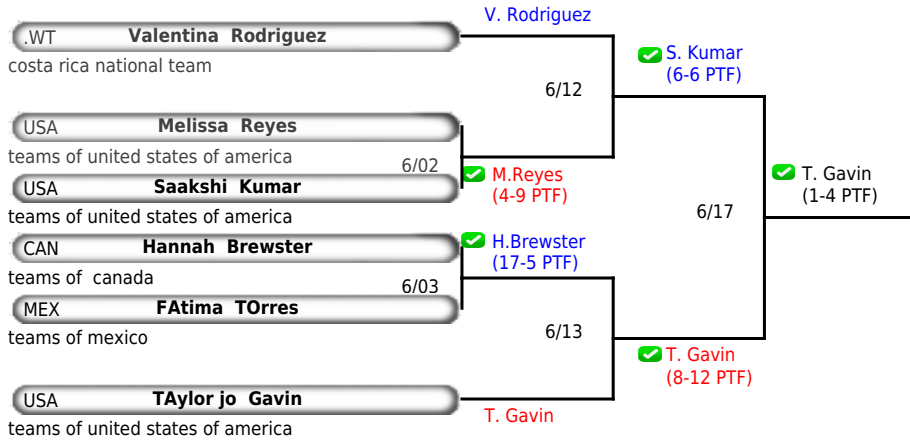 V. Rodriguez
.WT Valentina Rodriguez
costa rica national team
S. Kumar
(6-6 PTF)
6/12
USA Melissa Reyes
teams of united states of america
6/02
M.Reyes
(4-9 PTF)
USA Saakshi Kumar
teams of united states of america
T. Gavin
(1-4 PTF)
6/17
CAN Hannah Brewster
teams of canada
H.Brewster
(17-5 PTF)
6/03
MEX FAtima TOrres
teams of mexico
6/13
T. Gavin
(8-12 PTF)
USA TAylor jo Gavin
teams of united states of america
T. Gavin